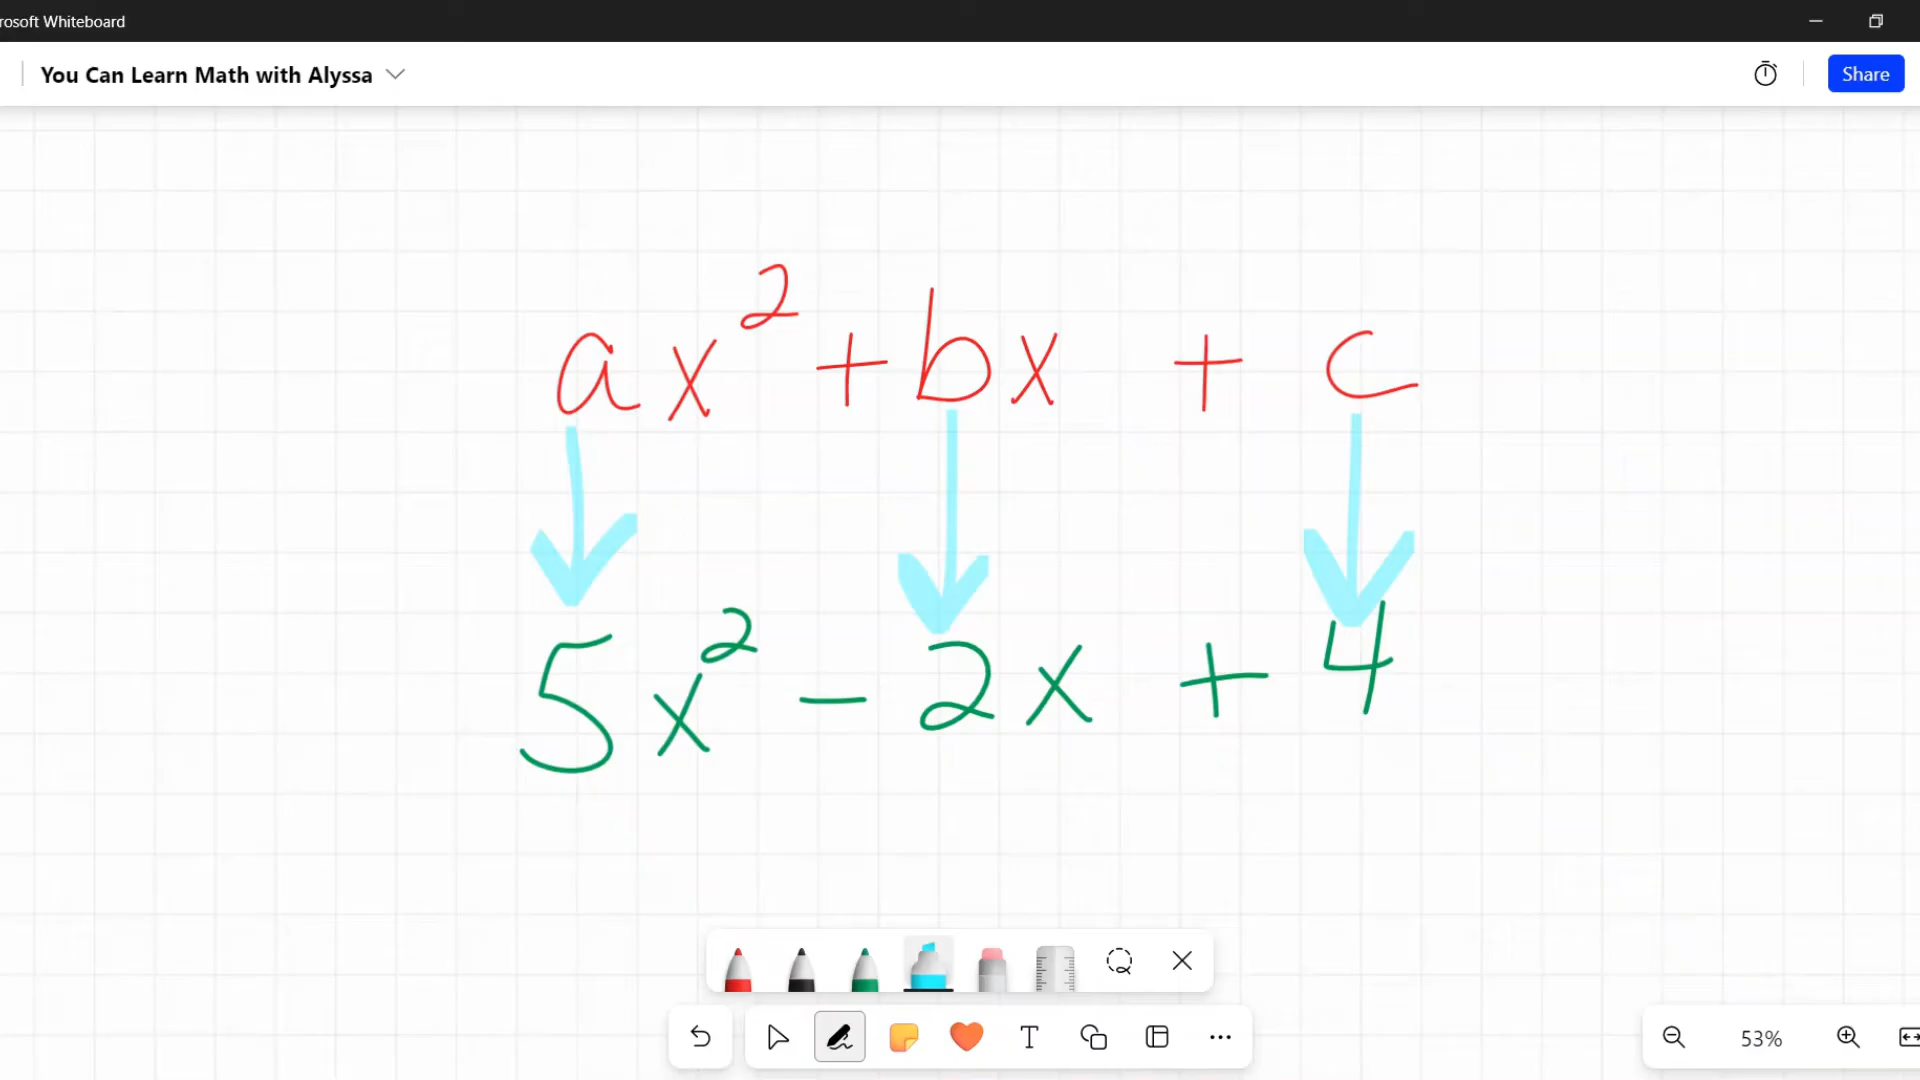 rosoft Whiteboard
You Can Learn Math with Alyssa
Share
ax² + bx + c
5x² - 2x + 4
T
53%